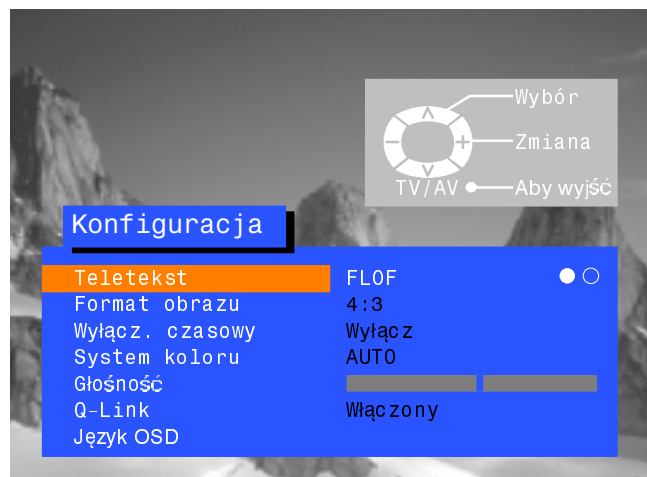 Wybór
Zmiana
TV/AV Aby wyjść
Konfiguracja
Teletekst FLOF
Format obrazu 4:3
Wyłącz. czasowy Wyłącz
System koloru AUTO
Głośność
Q-Link Włączony
Język OSD